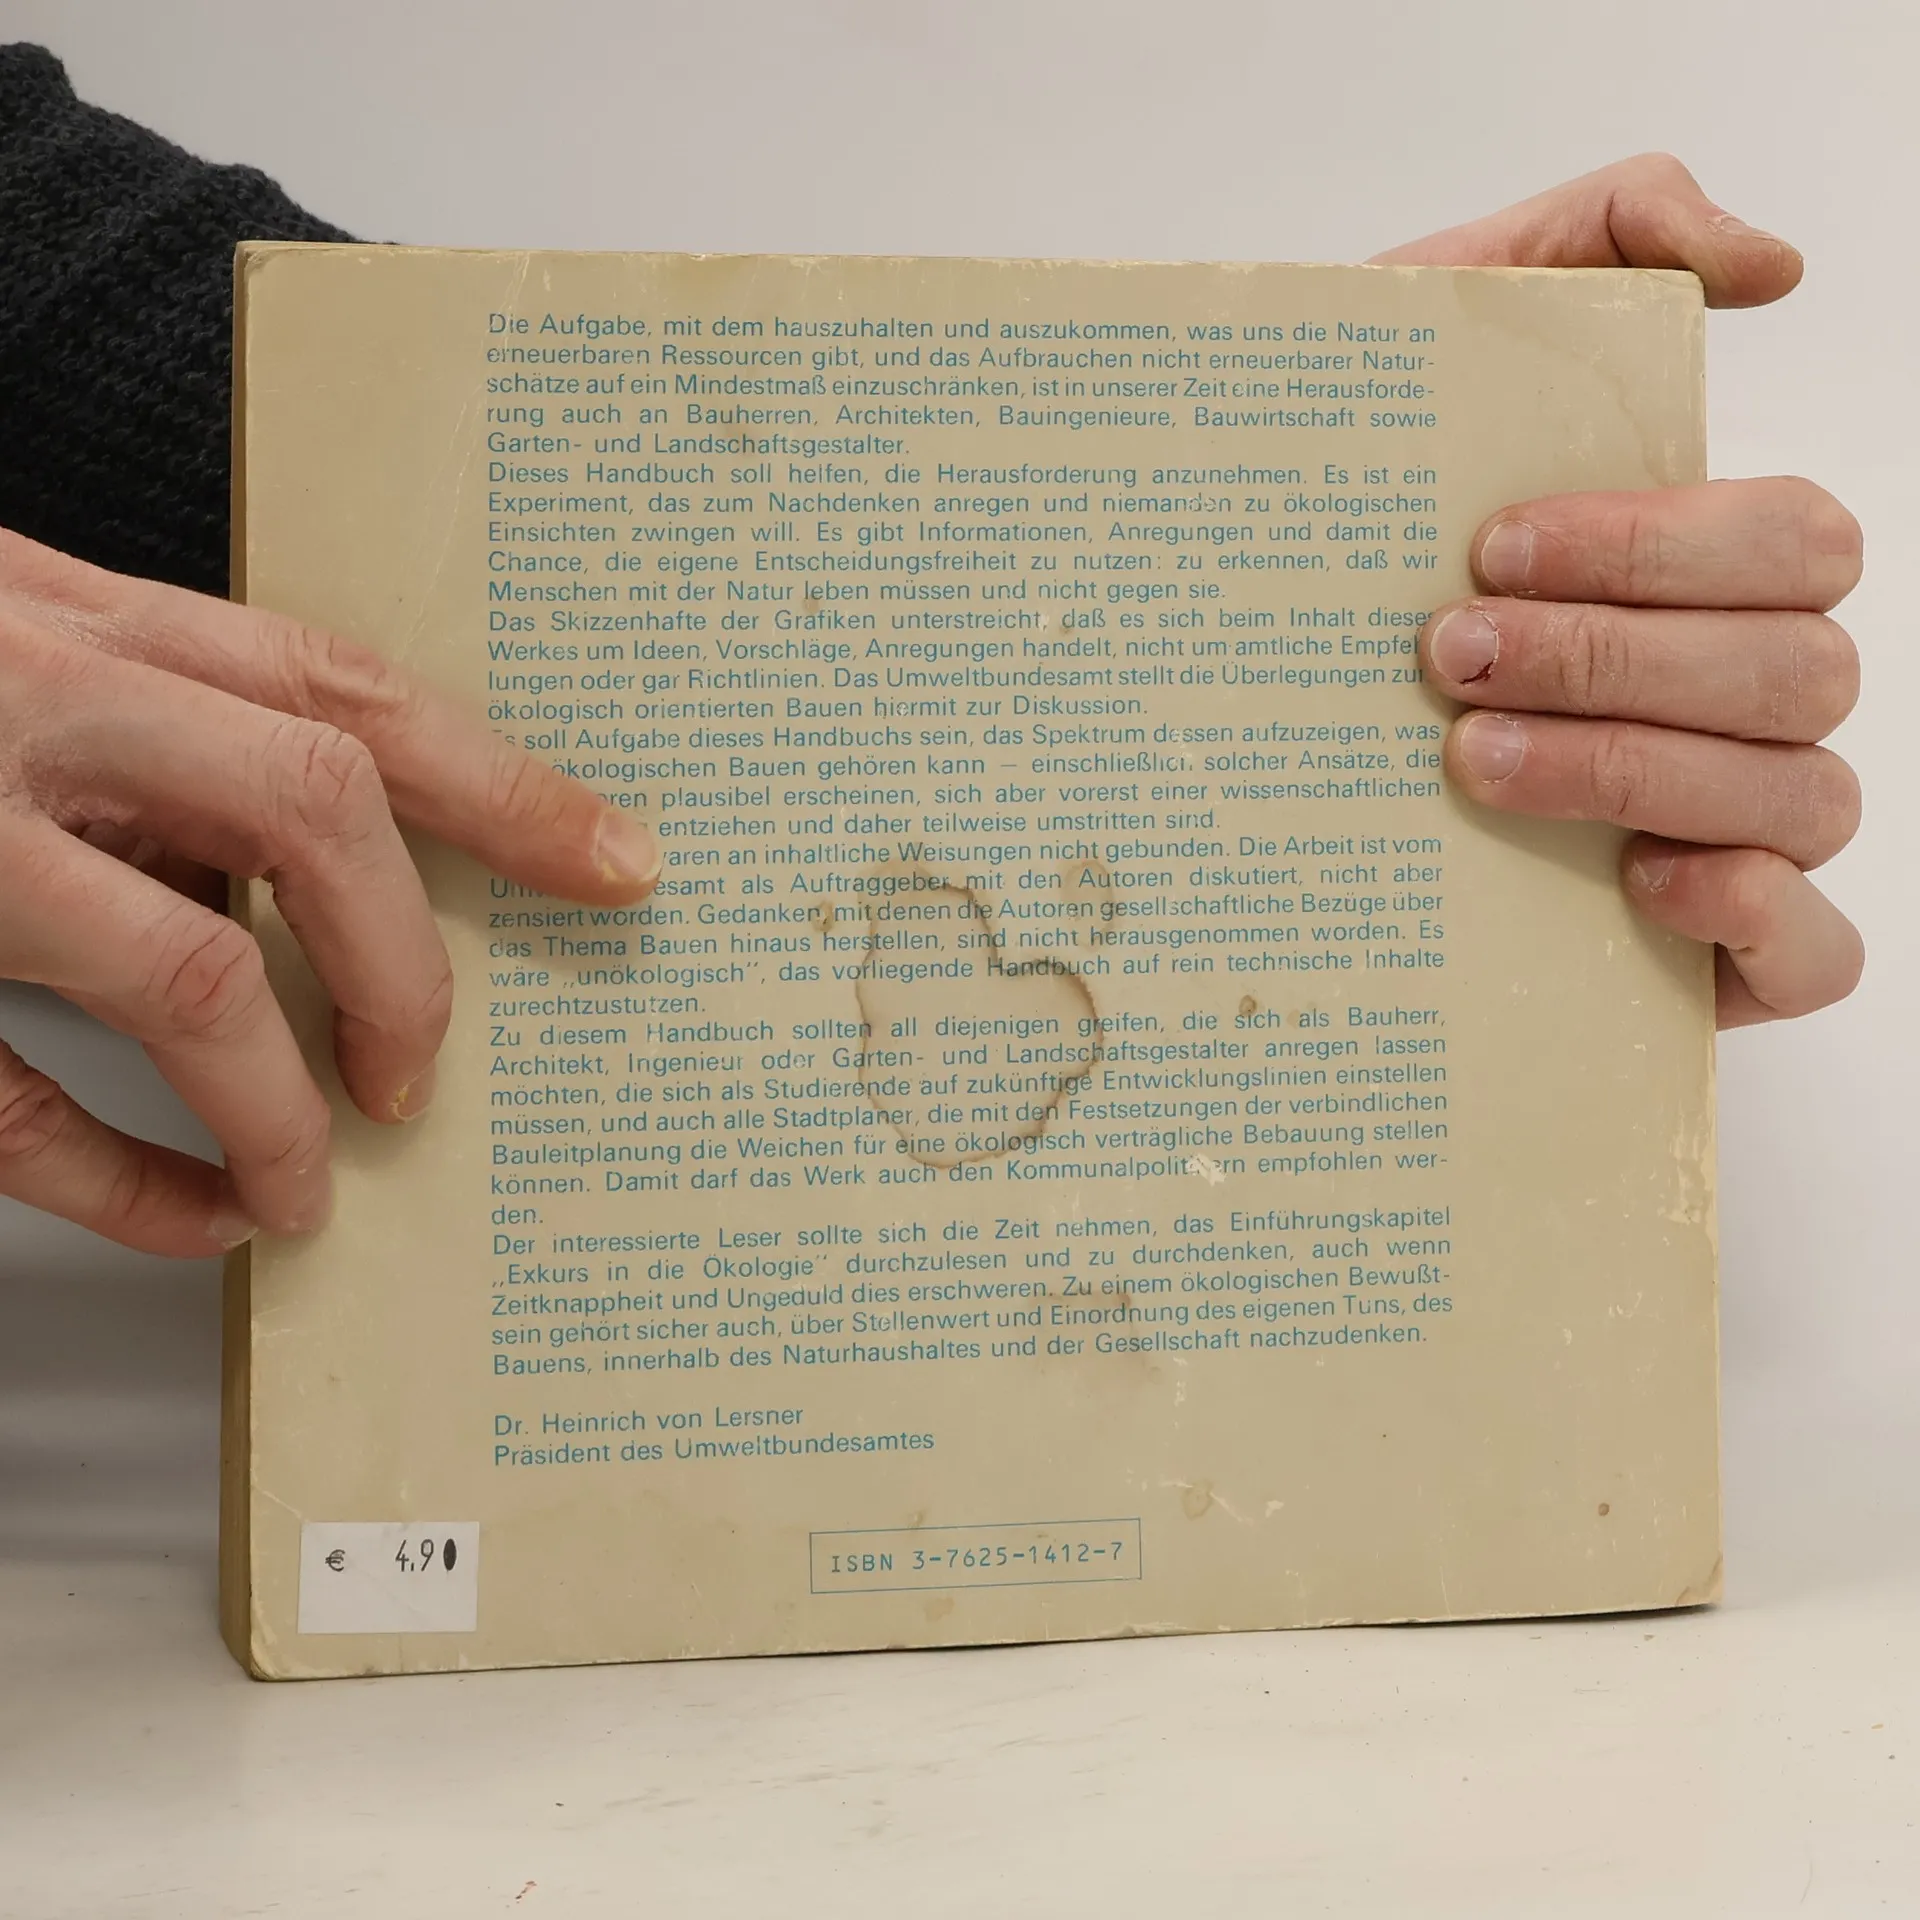 Die Aufgabe, mit dem hauszuhalten und auszukommen, was uns die Natur an
erneuerbaren Ressourcen gibt, und das Aufbrauchen nicht erneuerbarer Natur-
schätze auf ein Mindestmaß einzuschränken, ist in unserer Zeit eine Herausforde-
rung auch an Bauherren, Architekten, Bauingenieure, Bauwirtschaft sowie
Garten- und Landschaftsgestalter.
Dieses Handbuch soll helfen, die Herausforderung anzunehmen. Es ist ein
Experiment, das zum Nachdenken anregen und niemanden zu ökologischen
Einsichten zwingen will. Es gibt Informationen, Anregungen und damit die
Chance, die eigene Entscheidungsfreiheit zu nutzen: zu erkennen, daß wir
Menschen mit der Natur leben müssen und nicht gegen sie.
Das Skizzenhafte der Grafiken unterstreicht, daß es sich beim Inhalt dieses
Werkes um Ideen, Vorschläge, Anregungen handelt, nicht um amtliche
lungen oder gar Richtlinien. Das Umweltbundesamt stellt die Überlegungen
ökologisch orientierten Bauen hiermit zur Diskussion.
soll Aufgabe dieses Handbuchs sein, das Spektrum dessen aufzuzeigen, was
ökologischen Bauen gehören kann — einschließlich solcher Ansätze, die
plausibel erscheinen, sich aber vorerst einer wissenschaftlichen
entziehen und daher teilweise umstritten sind.
an inhaltliche Weisungen nicht gebunden. Die Arbeit ist vom
als Auftraggeber mit den Autoren diskutiert, nicht aber
zensiert worden. Gedanken, mit denen die Autoren gesellschaftliche Bezüge über
das Thema Bauen hinaus herstellen, sind nicht herausgenommen worden. Es
wäre „unökologisch“, das vorliegende Handbuch auf rein technische Inhalte
zurechtzustutzen.
Zu diesem Handbuch sollten all diejenigen greifen, die sich als Bauherr,
Architekt, Ingenieur oder Garten- und Landschaftsgestalter anregen lassen
möchten, die sich als Studierende auf zukünftige Entwicklungslinien einstellen
müssen, und auch alle Stadtplaner, die mit den Festsetzungen der verbindlichen
Bauleitplanung die Weichen für eine ökologisch verträgliche Bebauung stellen
können. Damit darf das Werk auch den Kommunalpolitikern empfohlen wer-
den.
Der interessierte Leser sollte sich die Zeit nehmen, das Einführungskapitel
„Exkurs in die Ökologie“ durchzulesen und zu durchdenken, auch wenn
Zeitknappheit und Ungeduld dies erschweren. Zu einem ökologischen Bewußt-
sein gehört sicher auch, über Stellenwert und Einordnung des eigenen Tuns, des
Bauens, innerhalb des Naturhaushaltes und der Gesellschaft nachzudenken.
Dr. Heinrich von Lersner
Präsident des Umweltbundesamtes
€ 4.90
ISBN 3-7625-1412-7